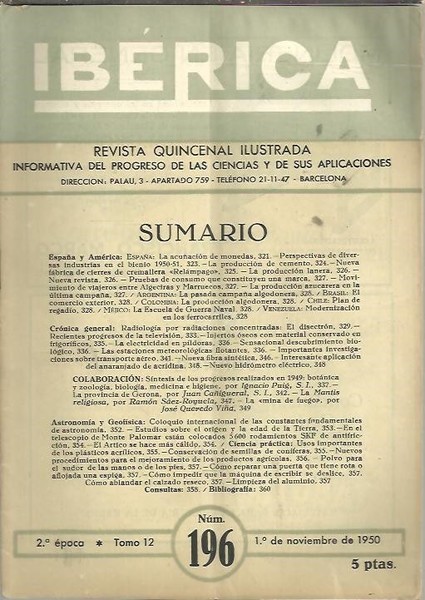 IBÉRICA
REVISTA QUINCENAL ILUSTRADA
INFORMATIVA DEL PROGRESO DE LAS CIENCIAS Y DE SUS APLICACIONES
DIRECCION: PALAU, 3 - APARTADO 759 - TELÉFONO 21-11-47 - BARCELONA
SUMARIO
España y América: ESPAÑA: La acuñación de monedas, 321. — Perspectivas de diver-
sas industrias en el bienio 1950-51, 323. — La producción de cemento, 324. — Nueva
fábrica de cierres de cremallera «Relámpago», 325. — La producción lanera, 326. —
Nueva revista, 326. — Pruebas de consumo que constituyen una marca, 327. — Movi-
miento de viajeros entre Algeciras y Marruecos, 327. — La producción azucarera en la
última campaña, 327. / ARGENTINA: La pasada campaña algodonera, 328. / BRASIL: El
comercio exterior, 328. / COLOMBIA: La producción algodonera, 328. / CHILE: Plan de
regadío, 328. / MÉJICO: La Escuela de Guerra Naval, 328. / VENEZUELA: Modernización
en los ferrocarriles, 328
Crónica general: Radiología por radiaciones concentradas: El disectrón, 329. —
Recientes progresos de la televisión, 333. — Injertos óseos con material conservado en
frigoríficos, 335. — La electricidad en píldoras, 336. — Sensacional descubrimiento bio-
lógico, 336. — Las estaciones meteorológicas flotantes, 336. — Importantes investigacio-
nes sobre transporte aéreo, 341. — Nueva fibra sintética, 346. — Interesante aplicación
del anaranjado de acridina, 348. — Nuevo hidrómetro eléctrico, 348
COLABORACIÓN: Síntesis de los progresos realizados en 1949: botánica
y zoología, biología, medicina e higiene, por Ignacio Puig, S. I., 337. —
La provincia de Gerona, por Juan Cañigueral, S. I., 342. — La Mantis
religiosa, por Ramón Sáez-Royuela, 347. — La «mina de fuego», por
José Quevedo Viña, 349
Astronomía y Geofísica: Coloquio internacional de las constantes fundamentales
de astronomía, 352. — Estudios sobre el origen y la edad de la Tierra, 353. — En el
telescopio de Monte Palomar están colocados 5 600 rodamientos SKF de antifric-
ción, 354. — El Artico se hace más cálido, 354. / Ciencia práctica: Usos importantes
de los plásticos acrílicos, 355. — Conservación de semillas de coníferas, 355. — Nuevos
procedimientos para el mejoramiento de los productos agrícolas, 356. — Polvo para
el sudor de las manos o de los pies, 357. — Cómo reparar una puerta que tiene rota o
aflojada una espiga, 357. — Cómo impedir que la máquina de escribir se deslice, 357.
Cómo ablandar el calzado reseco, 357. — Limpieza del aluminio, 357
Consultas: 358. / Bibliografía: 360
Núm.
2.ª época * Tomo 12
196
1.º de noviembre de 1950
5 ptas.